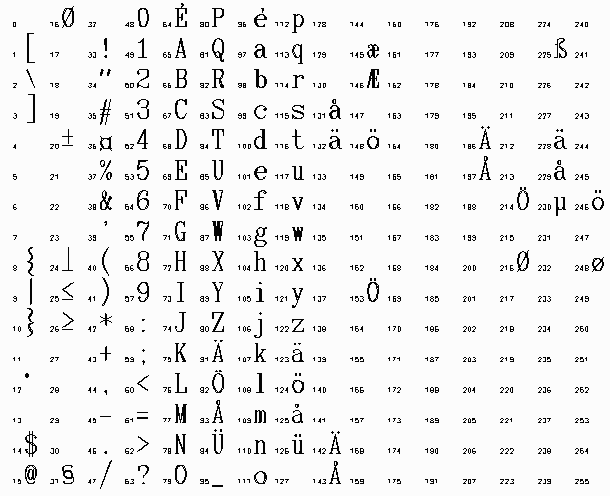 0 16 Ø 32 48 0 64 É 80 P 96 é 112 p 128 144 160 176 192 208 224 240
1 [ 17 33 ! 49 1 65 A 81 Q 97 a 113 q 129 145 æ 161 177 193 209 225 ß 241
2 \ 18 34 " 50 2 66 B 82 R 98 b 114 r 130 146 Æ 162 178 194 210 226 242
3 ] 19 35 # 51 3 67 C 83 S 99 c 115 s 131 å 147 163 179 195 211 227 243
4 20 ± 36 ¤ 52 4 68 D 84 T 100 d 116 t 132 ä 148 ö 164 180 196 Ä 212 228 ä 244
5 21 37 % 53 5 69 E 85 U 101 e 117 u 133 149 165 181 197 Å 213 229 å 245
6 22 38 & 54 6 70 F 86 V 102 f 118 v 134 150 166 182 198 214 Ö 230 µ 246 ö
7 23 39 ' 55 7 71 G 87 W 103 g 119 w 135 151 167 183 199 215 231 247
8 { 24 ⊥ 40 ( 56 8 72 H 88 X 104 h 120 x 136 152 168 184 200 216 Ø 232 248 ø
9 | 25 ≤ 41 ) 57 9 73 I 89 Y 105 i 121 y 137 153 Ö 169 185 201 217 233 249
10 } 26 ≥ 42 * 58 : 74 J 90 Z 106 j 122 z 138 154 170 186 202 218 234 250
11 27 43 + 59 ; 75 K 91 Ä 107 k 123 ä 139 155 171 187 203 219 235 251
12 • 28 44 , 60 < 76 L 92 Ö 108 l 124 ö 140 156 172 188 204 220 236 252
13 29 45 - 61 = 77 M 93 Å 109 m 125 å 141 157 173 189 205 221 237 253
14 $ 30 46 . 62 > 78 N 94 Ü 110 n 126 ü 142 Ä 158 174 190 206 222 238 254
15 @ 31 § 47 / 63 ? 79 O 95 _ 111 o 127 143 Å 159 175 191 207 223 239 255